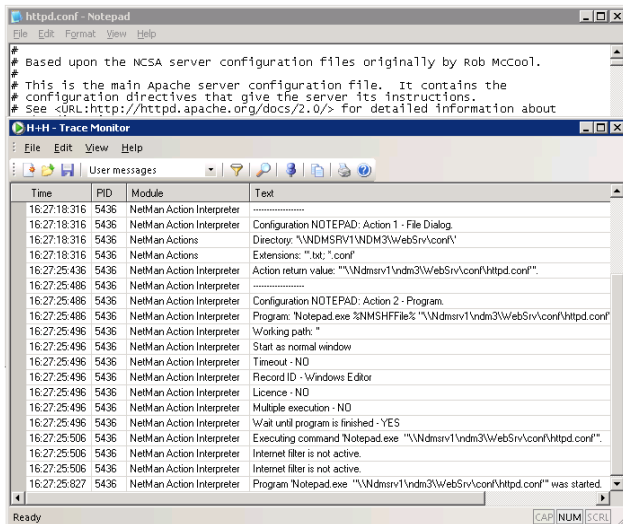 httpd.conf - Notepad
File Edit Format View Help
#
# Based upon the NCSA server configuration files originally by Rob McCool.
#
# This is the main Apache server configuration file. It contains the
# configuration directives that give the server its instructions.
# See <URL:http://httpd.apache.org/docs/2.0/> for detailed information about
H+H - Trace Monitor
File Edit View Help
User messages
Time PID Module Text
16:27:18:316 5436 NetMan Action Interpreter -------------------
16:27:18:316 5436 NetMan Action Interpreter Configuration NOTEPAD: Action 1 - File Dialog.
16:27:18:316 5436 NetMan Actions Directory: '\\NDMSRV1\NDM3\WebSrv\conf\'
16:27:18:316 5436 NetMan Actions Extensions: '*.txt; *.conf'
16:27:25:436 5436 NetMan Action Interpreter Action return value: '"\\Ndmsrv1\ndm3\WebSrv\conf\httpd.conf"'.
16:27:25:486 5436 NetMan Action Interpreter -------------------
16:27:25:486 5436 NetMan Action Interpreter Configuration NOTEPAD: Action 2 - Program.
16:27:25:486 5436 NetMan Action Interpreter Program: 'Notepad.exe %NMSHFFile% '"\\Ndmsrv1\ndm3\WebSrv\conf\httpd.conf"
16:27:25:496 5436 NetMan Action Interpreter Working path: ''
16:27:25:496 5436 NetMan Action Interpreter Start as normal window
16:27:25:496 5436 NetMan Action Interpreter Timeout - NO
16:27:25:496 5436 NetMan Action Interpreter Record ID - Windows Editor
16:27:25:496 5436 NetMan Action Interpreter Licence - NO
16:27:25:496 5436 NetMan Action Interpreter Multiple execution - NO
16:27:25:496 5436 NetMan Action Interpreter Wait until program is finished - YES
16:27:25:506 5436 NetMan Action Interpreter Executing command 'Notepad.exe '"\\Ndmsrv1\ndm3\WebSrv\conf\httpd.conf"'.
16:27:25:506 5436 NetMan Action Interpreter Internet filter is not active.
16:27:25:506 5436 NetMan Action Interpreter Internet filter is not active.
16:27:25:827 5436 NetMan Action Interpreter Program 'Notepad.exe '"\\Ndmsrv1\ndm3\WebSrv\conf\httpd.conf"' was started.
Ready CAP NUM SCRL